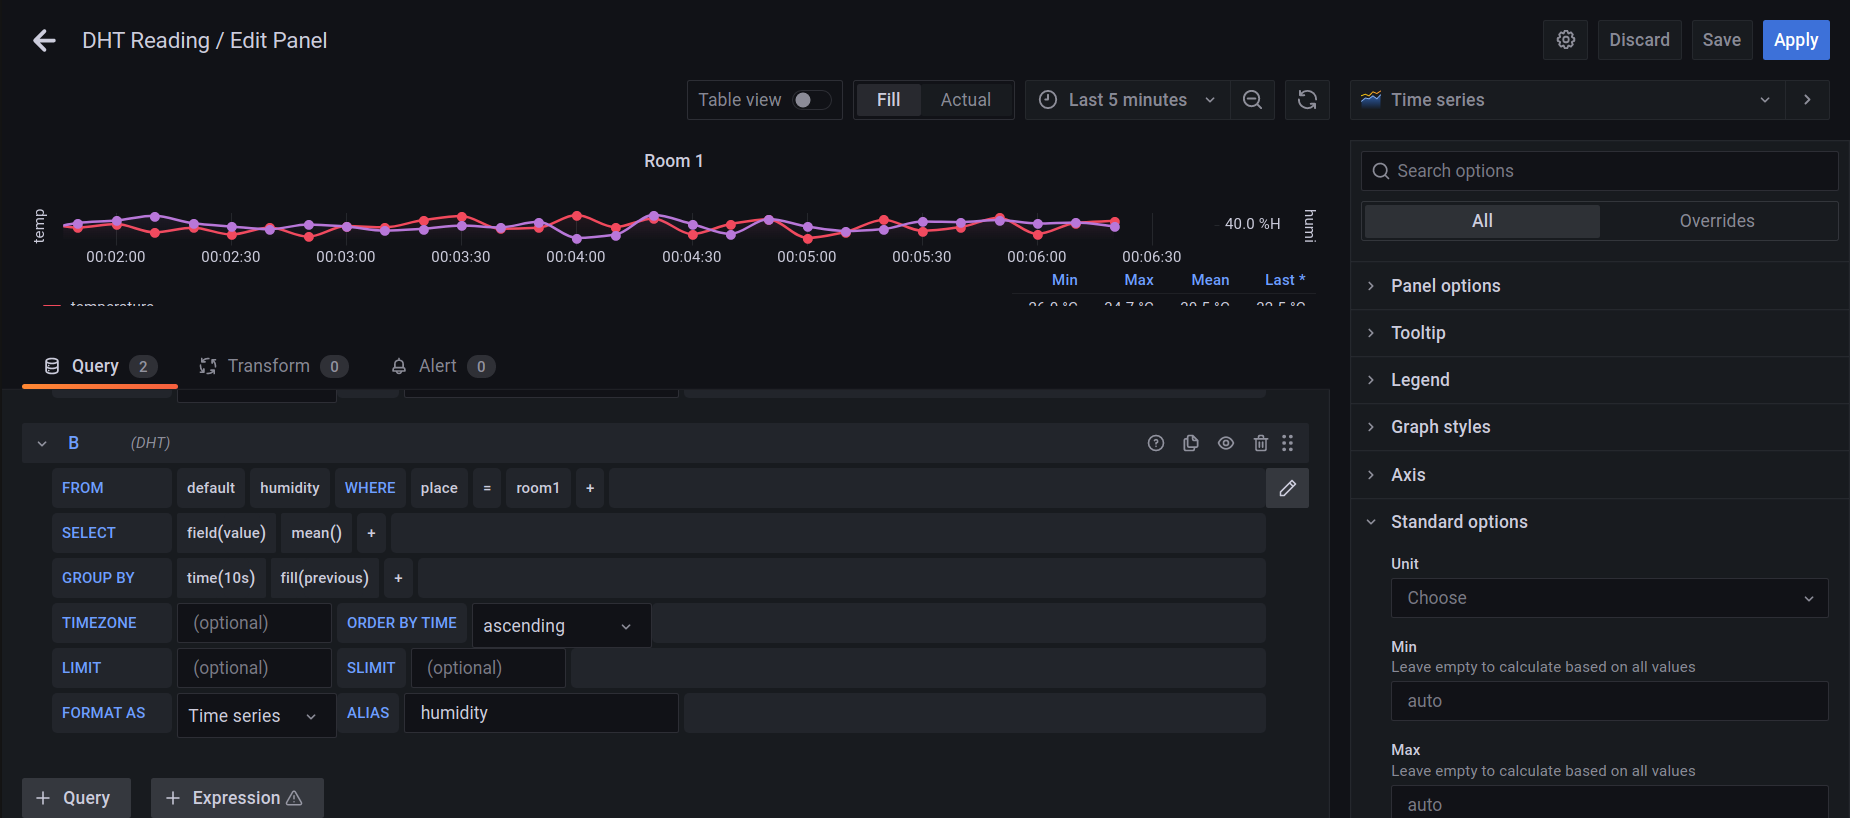 DHT Reading / Edit Panel
Discard
Save
Apply
Table view
Fill
Actual
Last 5 minutes
Time series
Room 1
Search options
All
Overrides
temp
40.0 %H
humi
00:02:00 00:02:30 00:03:00 00:03:30 00:04:00 00:04:30 00:05:00 00:05:30 00:06:00 00:06:30
Min Max Mean Last *
temperature
Query 2
Transform 0
Alert 0
B (DHT)
FROM default humidity WHERE place = room1 +
SELECT field(value) mean() +
GROUP BY time(10s) fill(previous) +
TIMEZONE (optional) ORDER BY TIME ascending
LIMIT (optional) SLIMIT (optional)
FORMAT AS Time series ALIAS humidity
+ Query
+ Expression
Panel options
Tooltip
Legend
Graph styles
Axis
Standard options
Unit
Choose
Min
Leave empty to calculate based on all values
auto
Max
Leave empty to calculate based on all values
auto